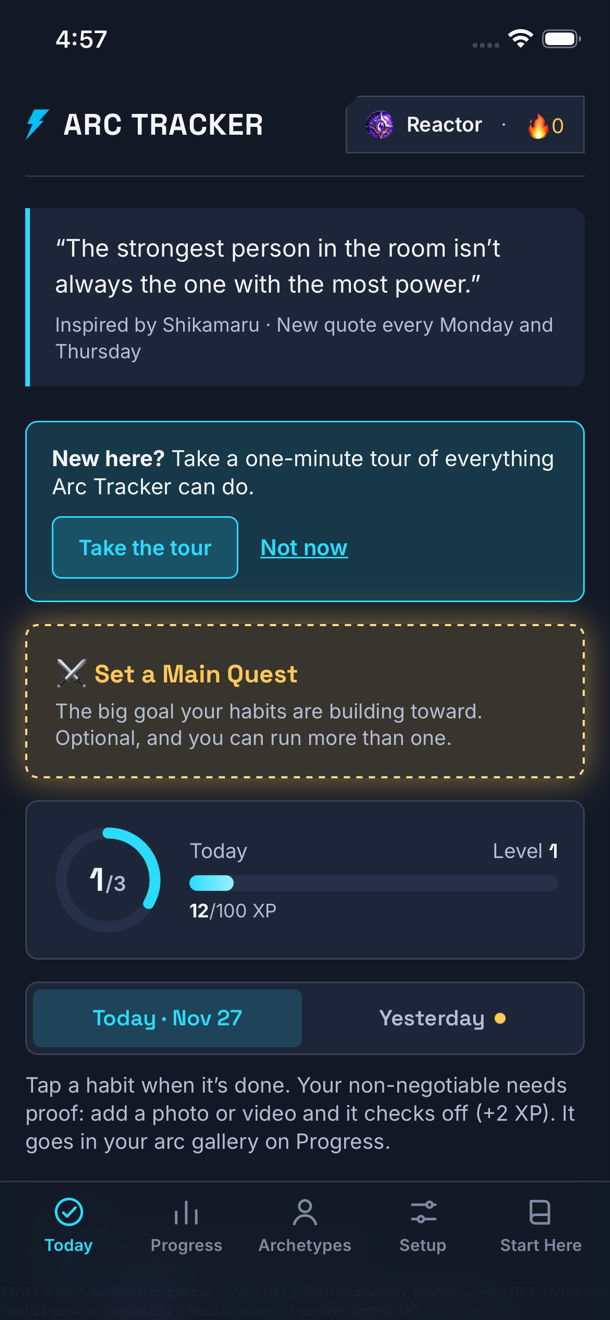 4:57
ARC TRACKER
Reactor · 🔥0
“The strongest person in the room isn’t
always the one with the most power.”
Inspired by Shikamaru · New quote every Monday and
Thursday
New here? Take a one-minute tour of everything
Arc Tracker can do.
Take the tour
Not now
⚔️ Set a Main Quest
The big goal your habits are building toward.
Optional, and you can run more than one.
1/3
Today
Level 1
12/100 XP
Today · Nov 27
Yesterday
Tap a habit when it’s done. Your non-negotiable needs
proof: add a photo or video and it checks off (+2 XP). It
goes in your arc gallery on Progress.
Today
Progress
Archetypes
Setup
Start Here